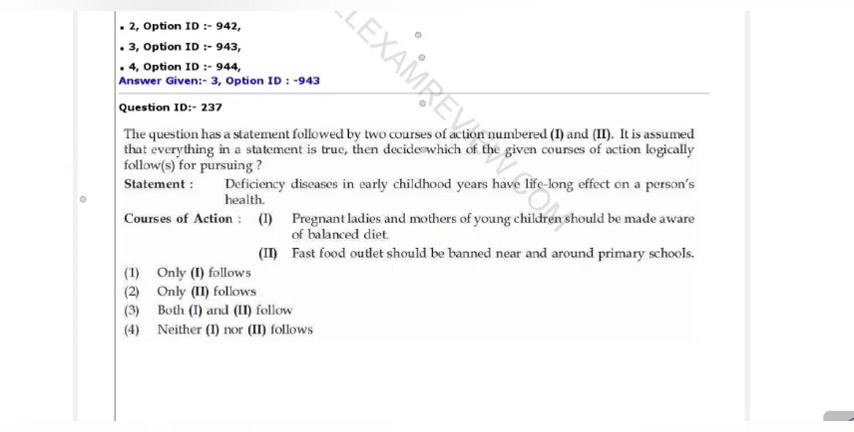 • 2, Option ID :- 942,
• 3, Option ID :- 943,
• 4, Option ID :- 944,
Answer Given:- 3, Option ID : -943
Question ID:- 237
The question has a statement followed by two courses of action numbered (I) and (II). It is assumed
that everything in a statement is true, then decide which of the given courses of action logically
follow(s) for pursuing ?
Statement : Deficiency diseases in early childhood years have life-long effect on a person's
health.
Courses of Action : (I) Pregnant ladies and mothers of young children should be made aware
of balanced diet.
(II) Fast food outlet should be banned near and around primary schools.
(1) Only (I) follows
(2) Only (II) follows
(3) Both (I) and (II) follow
(4) Neither (I) nor (II) follows
LEXAMREVIEW.COM